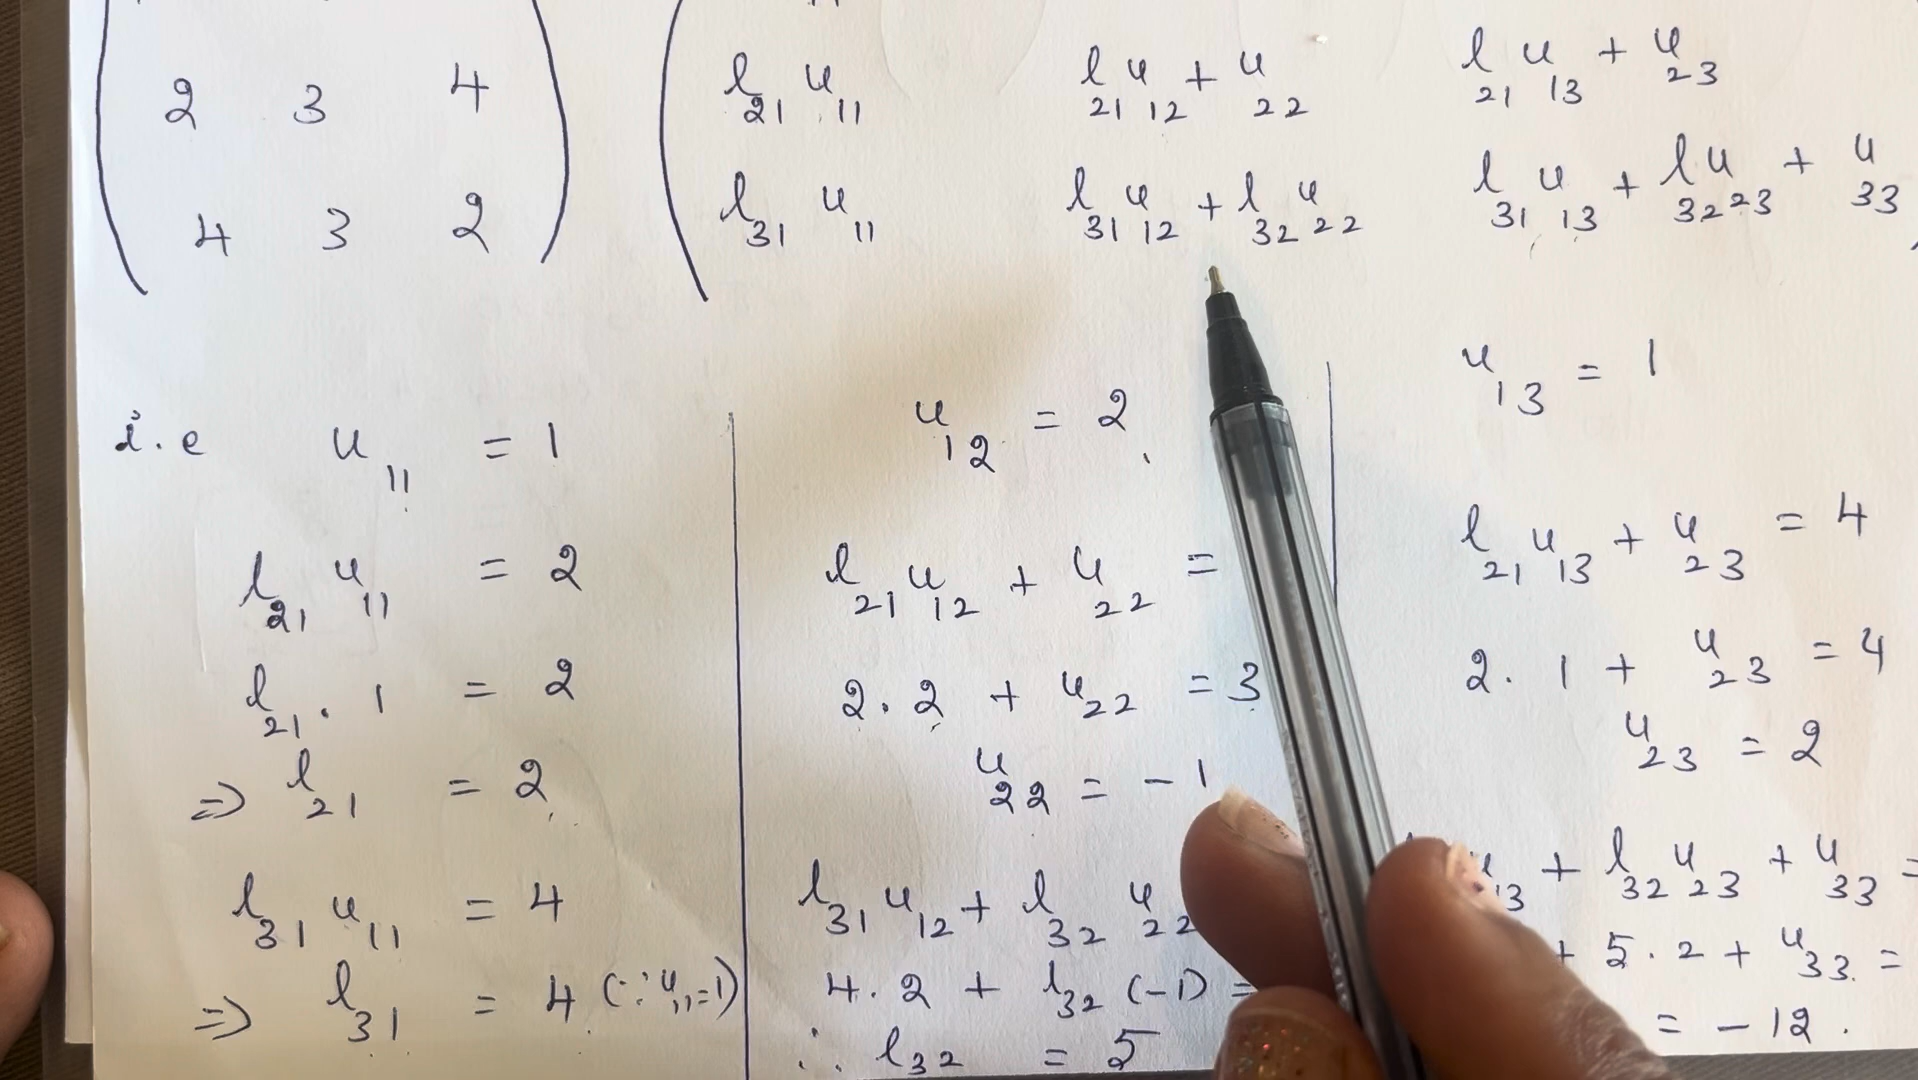 2 3 4 l21 u11 l21 u12 + u22 l21 u13 + u23
4 3 2 l31 u11 l31 u12 + l32 u22 l31 u13 + l32 u23 + u33
i.e u11 = 1
l21 u11 = 2
l21 . 1 = 2
⇒ l21 = 2
l31 u11 = 4
⇒ l31 = 4 (∵ u11 = 1)
u12 = 2
l21 u12 + u22 =
2 . 2 + u22 = 3
u22 = - 1
l31 u12 + l32 u22
4 . 2 + l32 (-1) =
∴ l32 = 5
u13 = 1
l21 u13 + u23 = 4
2 . 1 + u23 = 4
u23 = 2
13 + l32 u23 + u33 =
+ 5 . 2 + u33 =
= - 12 .